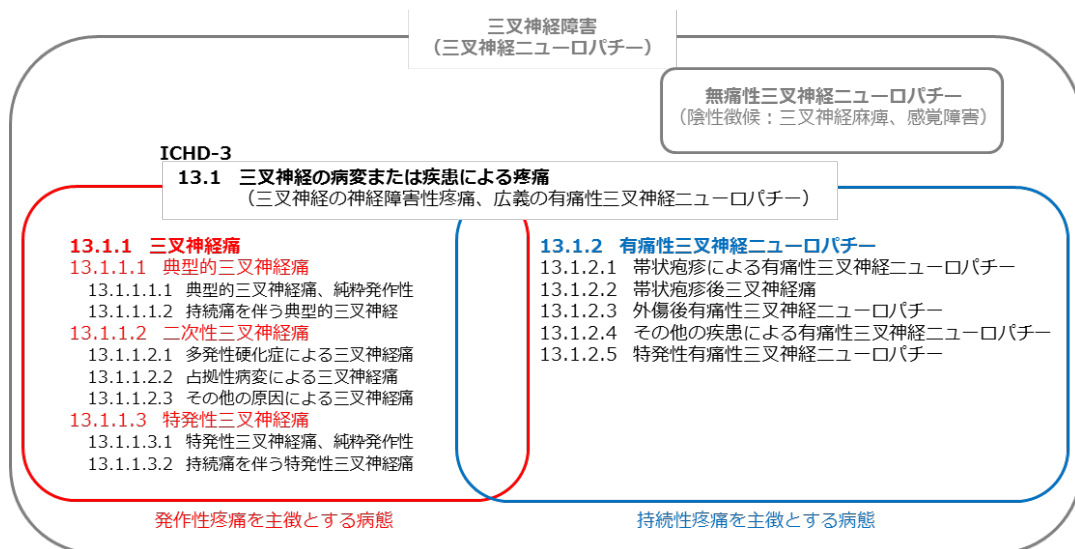 三叉神経障害
（三叉神経ニューロパチー）
無痛性三叉神経ニューロパチー
（陰性徴候：三叉神経麻痺、感覚障害）
ICHD-3
13.1 三叉神経の病変または疾患による疼痛
（三叉神経の神経障害性疼痛、広義の有痛性三叉神経ニューロパチー）
13.1.1 三叉神経痛
13.1.1.1 典型的三叉神経痛
13.1.1.1.1 典型的三叉神経痛、純粋発作性
13.1.1.1.2 持続痛を伴う典型的三叉神経
13.1.1.2 二次性三叉神経痛
13.1.1.2.1 多発性硬化症による三叉神経痛
13.1.1.2.2 占拠性病変による三叉神経痛
13.1.1.2.3 その他の原因による三叉神経痛
13.1.1.3 特発性三叉神経痛
13.1.1.3.1 特発性三叉神経痛、純粋発作性
13.1.1.3.2 持続痛を伴う特発性三叉神経痛
発作性疼痛を主徴とする病態
13.1.2 有痛性三叉神経ニューロパチー
13.1.2.1 帯状疱疹による有痛性三叉神経ニューロパチー
13.1.2.2 帯状疱疹後三叉神経痛
13.1.2.3 外傷後有痛性三叉神経ニューロパチー
13.1.2.4 その他の疾患による有痛性三叉神経ニューロパチー
13.1.2.5 特発性有痛性三叉神経ニューロパチー
持続性疼痛を主徴とする病態